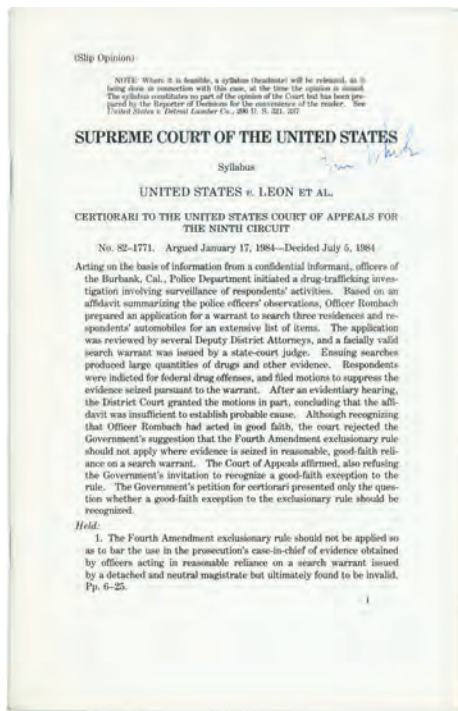 (Slip Opinion)
NOTE: Where it is feasible, a syllabus (headnote) will be released, as is
being done in connection with this case, at the time the opinion is issued.
The syllabus constitutes no part of the opinion of the Court but has been pre-
pared by the Reporter of Decisions for the convenience of the reader. See
United States v. Detroit Lumber Co., 200 U. S. 321, 337.
SUPREME COURT OF THE UNITED STATES
Syllabus
UNITED STATES v. LEON ET AL.
CERTIORARI TO THE UNITED STATES COURT OF APPEALS FOR
THE NINTH CIRCUIT
No. 82–1771. Argued January 17, 1984—Decided July 5, 1984
Acting on the basis of information from a confidential informant, officers of
the Burbank, Cal., Police Department initiated a drug-trafficking inves-
tigation involving surveillance of respondents' activities. Based on an
affidavit summarizing the police officers' observations, Officer Rombach
prepared an application for a warrant to search three residences and re-
spondents' automobiles for an extensive list of items. The application
was reviewed by several Deputy District Attorneys, and a facially valid
search warrant was issued by a state-court judge. Ensuing searches
produced large quantities of drugs and other evidence. Respondents
were indicted for federal drug offenses, and filed motions to suppress the
evidence seized pursuant to the warrant. After an evidentiary hearing,
the District Court granted the motions in part, concluding that the affi-
davit was insufficient to establish probable cause. Although recognizing
that Officer Rombach had acted in good faith, the court rejected the
Government's suggestion that the Fourth Amendment exclusionary rule
should not apply where evidence is seized in reasonable, good-faith reli-
ance on a search warrant. The Court of Appeals affirmed, also refusing
the Government's invitation to recognize a good-faith exception to the
rule. The Government's petition for certiorari presented only the ques-
tion whether a good-faith exception to the exclusionary rule should be
recognized.
Held:
1. The Fourth Amendment exclusionary rule should not be applied so
as to bar the use in the prosecution's case-in-chief of evidence obtained
by officers acting in reasonable reliance on a search warrant issued
by a detached and neutral magistrate but ultimately found to be invalid.
Pp. 6–25.
I